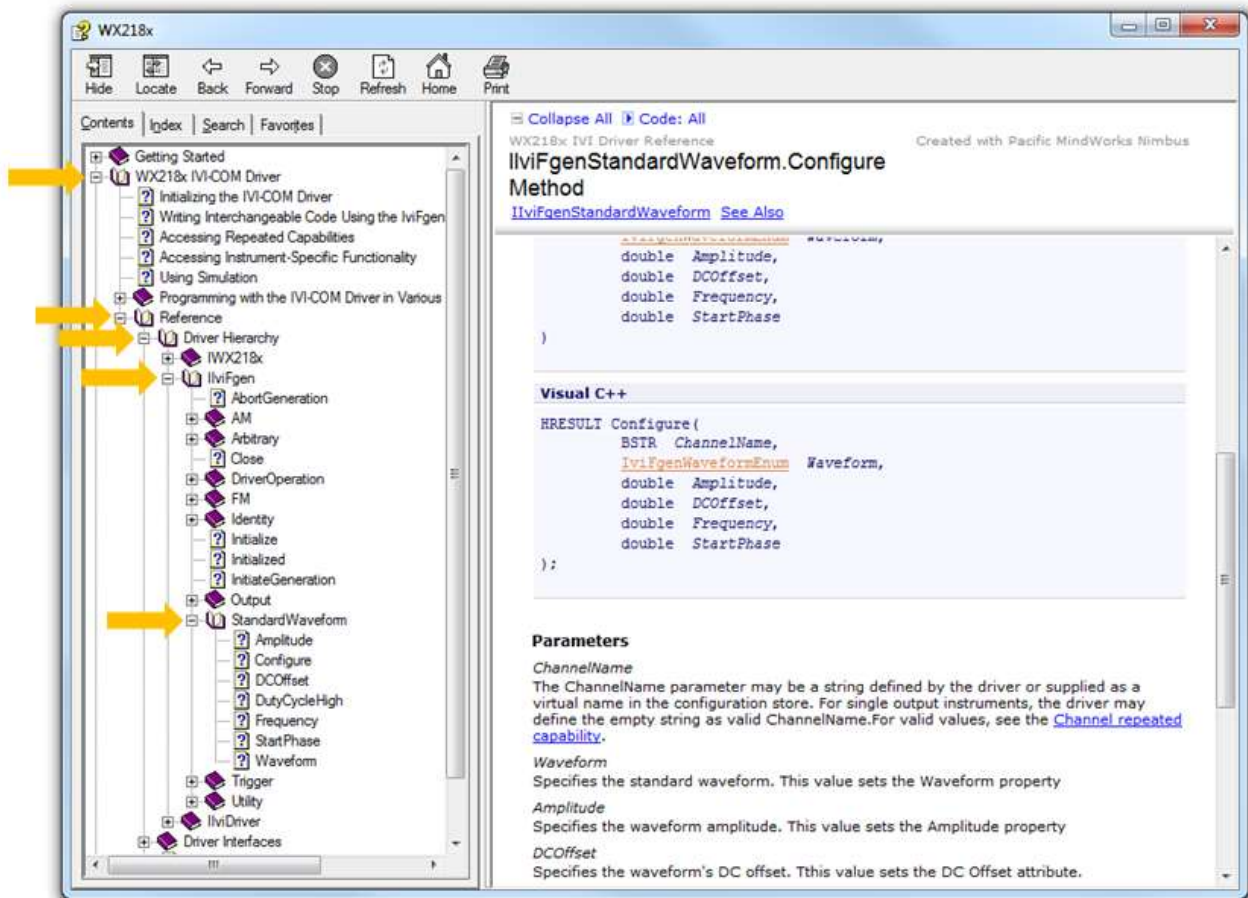 WX218x
Hide Locate Back Forward Stop Refresh Home Print
Contents Index Search Favorites
Getting Started
WX218x IVI-COM Driver
Initializing the IVI-COM Driver
Writing Interchangeable Code Using the IviFgen
Accessing Repeated Capabilities
Accessing Instrument-Specific Functionality
Using Simulation
Programming with the IVI-COM Driver in Various
Reference
Driver Hierarchy
IWX218x
IIviFgen
AbortGeneration
AM
Arbitrary
Close
DriverOperation
FM
Identity
Initialize
Initialized
InitiateGeneration
Output
StandardWaveform
Amplitude
Configure
DCOffset
DutyCycleHigh
Frequency
StartPhase
Waveform
Trigger
Utility
IIviDriver
Driver Interfaces
Collapse All Code: All
WX218x IVI Driver Reference Created with Pacific MindWorks Nimbus
IIviFgenStandardWaveform.Configure
Method
IIviFgenStandardWaveform See Also
IviFgenWaveformEnum Waveform,
double Amplitude,
double DCOffset,
double Frequency,
double StartPhase
)
Visual C++
HRESULT Configure(
BSTR ChannelName,
IviFgenWaveformEnum Waveform,
double Amplitude,
double DCOffset,
double Frequency,
double StartPhase
);
Parameters
ChannelName
The ChannelName parameter may be a string defined by the driver or supplied as a
virtual name in the configuration store. For single output instruments, the driver may
define the empty string as valid ChannelName.For valid values, see the Channel repeated
capability.
Waveform
Specifies the standard waveform. This value sets the Waveform property
Amplitude
Specifies the waveform amplitude. This value sets the Amplitude property
DCOffset
Specifies the waveform's DC offset. Tthis value sets the DC Offset attribute.